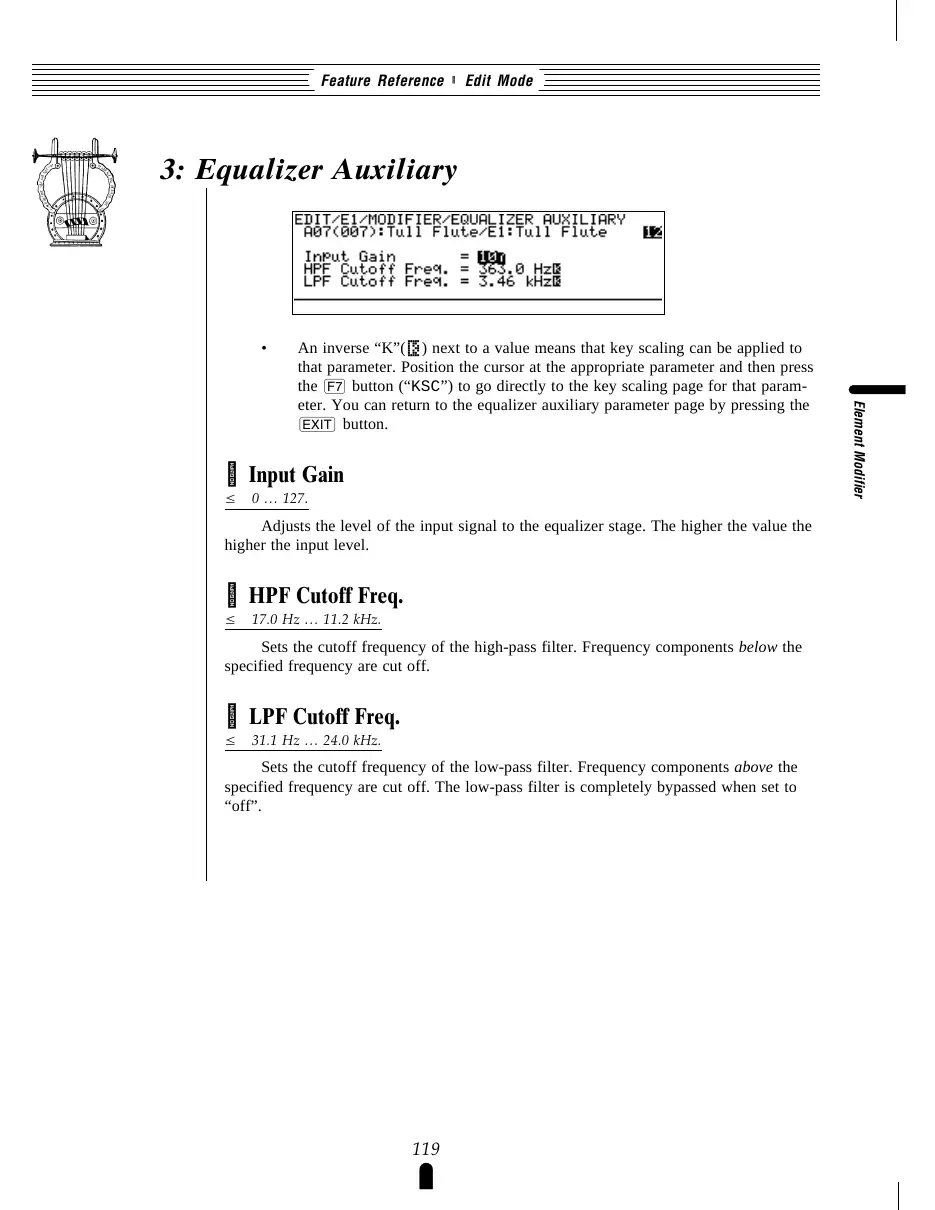 Feature Reference Edit Mode
3: Equalizer Auxiliary
EDIT/E1/MODIFIER/EQUALIZER AUXILIARY
A07(007):Tull Flute/E1:Tull Flute 12
Input Gain =
HPF Cutoff Freq. = 363.0 HzK
LPF Cutoff Freq. = 3.46 kHzK
• An inverse “K”(K) next to a value means that key scaling can be applied to
that parameter. Position the cursor at the appropriate parameter and then press
the F7 button (“KSC”) to go directly to the key scaling page for that param-
eter. You can return to the equalizer auxiliary parameter page by pressing the
EXIT button.
Element Modifier
Input Gain
≤ 0 … 127.
Adjusts the level of the input signal to the equalizer stage. The higher the value the
higher the input level.
HPF Cutoff Freq.
≤ 17.0 Hz … 11.2 kHz.
Sets the cutoff frequency of the high-pass filter. Frequency components below the
specified frequency are cut off.
LPF Cutoff Freq.
≤ 31.1 Hz … 24.0 kHz.
Sets the cutoff frequency of the low-pass filter. Frequency components above the
specified frequency are cut off. The low-pass filter is completely bypassed when set to
“off”.
119